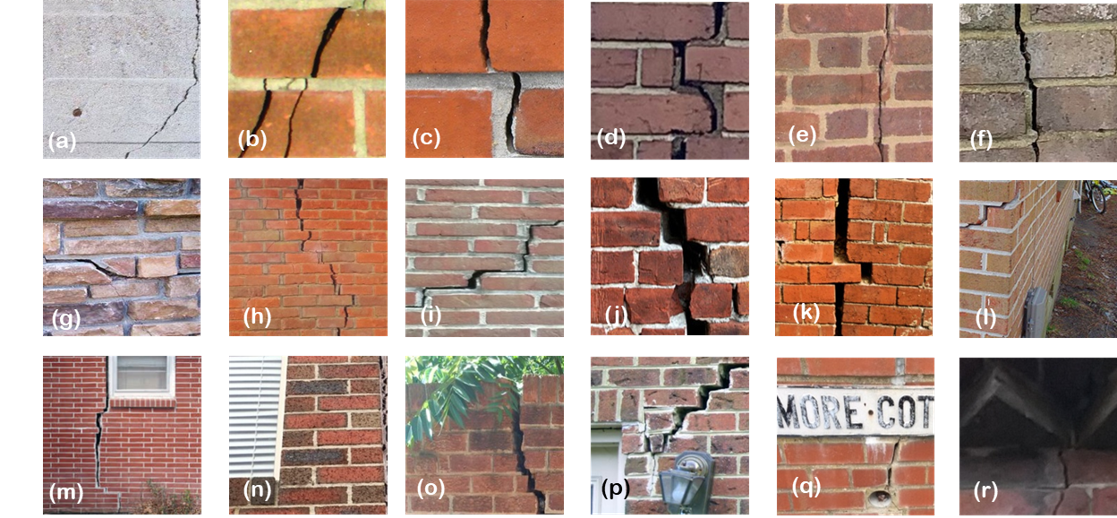 (a)
(b)
(c)
(d)
(e)
(f)
(g)
(h)
(i)
(j)
(k)
(l)
(m)
(n)
(o)
(p)
MORE·COT
(q)
(r)